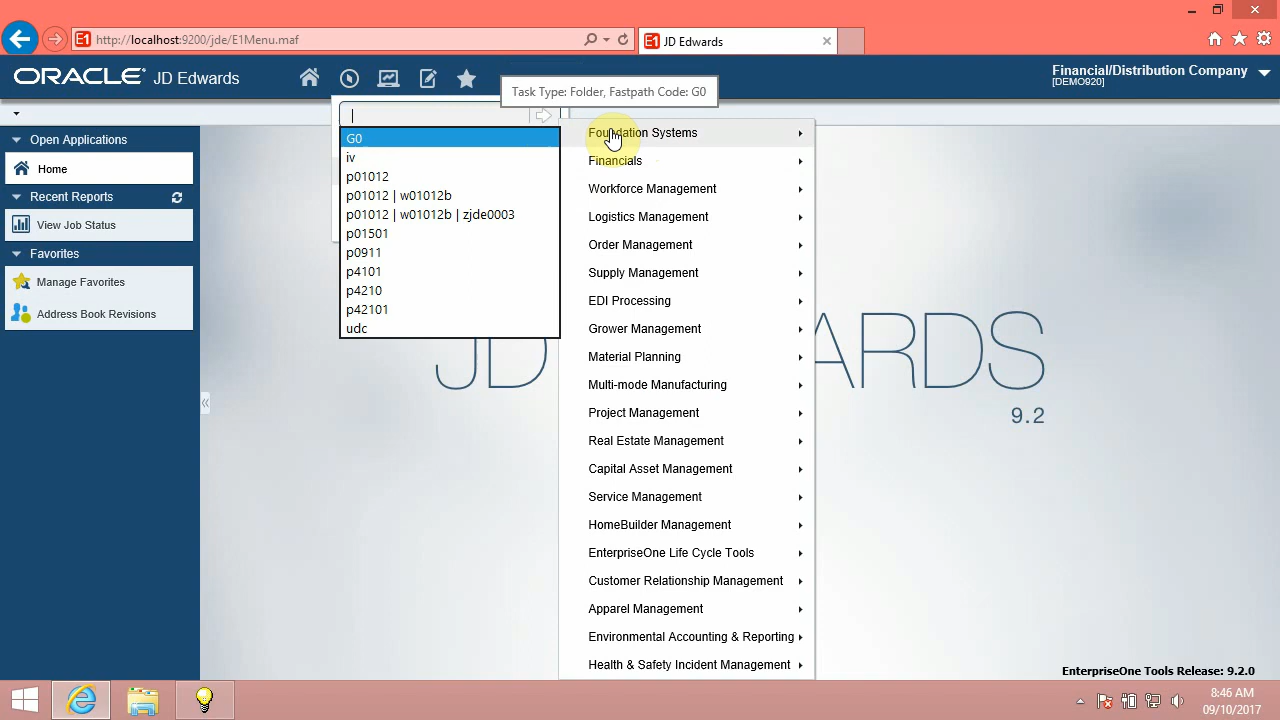 http://localhost:9200/jde/E1Menu.maf
E1 JD Edwards
ORACLE JD Edwards
Financial/Distribution Company
[DEMO920]
Task Type: Folder, Fastpath Code: G0
Open Applications
Home
Recent Reports
View Job Status
Favorites
Manage Favorites
Address Book Revisions
G0
iv
p01012
p01012 | w01012b
p01012 | w01012b | zjde0003
p01501
p0911
p4101
p4210
p42101
udc
Foundation Systems
Financials
Workforce Management
Logistics Management
Order Management
Supply Management
EDI Processing
Grower Management
Material Planning
Multi-mode Manufacturing
Project Management
Real Estate Management
Capital Asset Management
Service Management
HomeBuilder Management
EnterpriseOne Life Cycle Tools
Customer Relationship Management
Apparel Management
Environmental Accounting & Reporting
Health & Safety Incident Management
9.2
EnterpriseOne Tools Release: 9.2.0
8:46 AM
09/10/2017